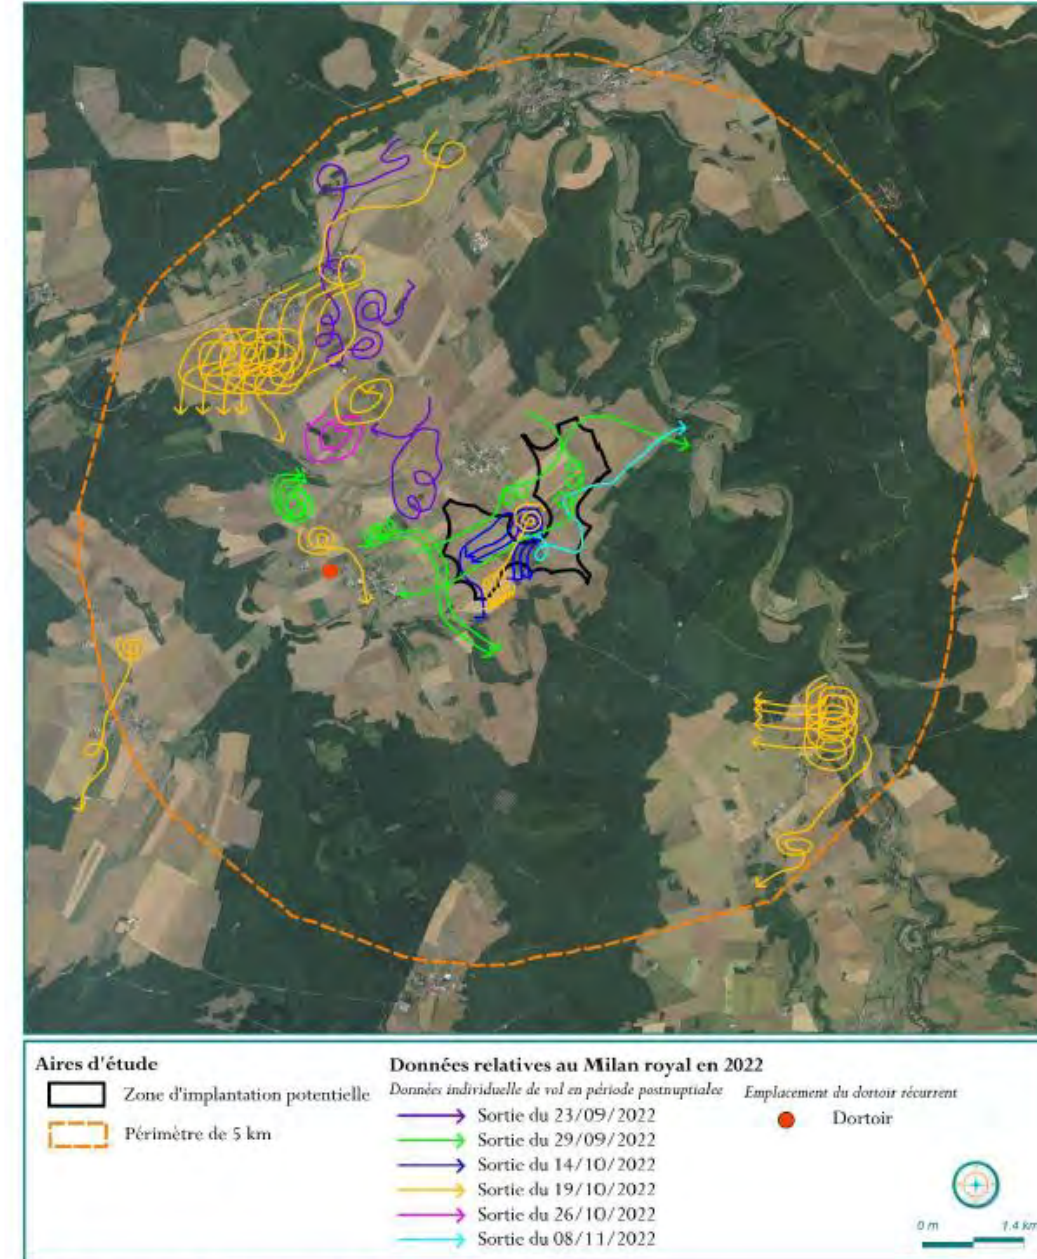 Aires d'étude
Zone d'implantation potentielle
Périmètre de 5 km
Données relatives au Milan royal en 2022
Données individuelle de vol en période postnuptialee
Sortie du 23/09/2022
Sortie du 29/09/2022
Sortie du 14/10/2022
Sortie du 19/10/2022
Sortie du 26/10/2022
Sortie du 08/11/2022
Emplacement du dortoir récurrent
Dortoir
0 m 1.4 km